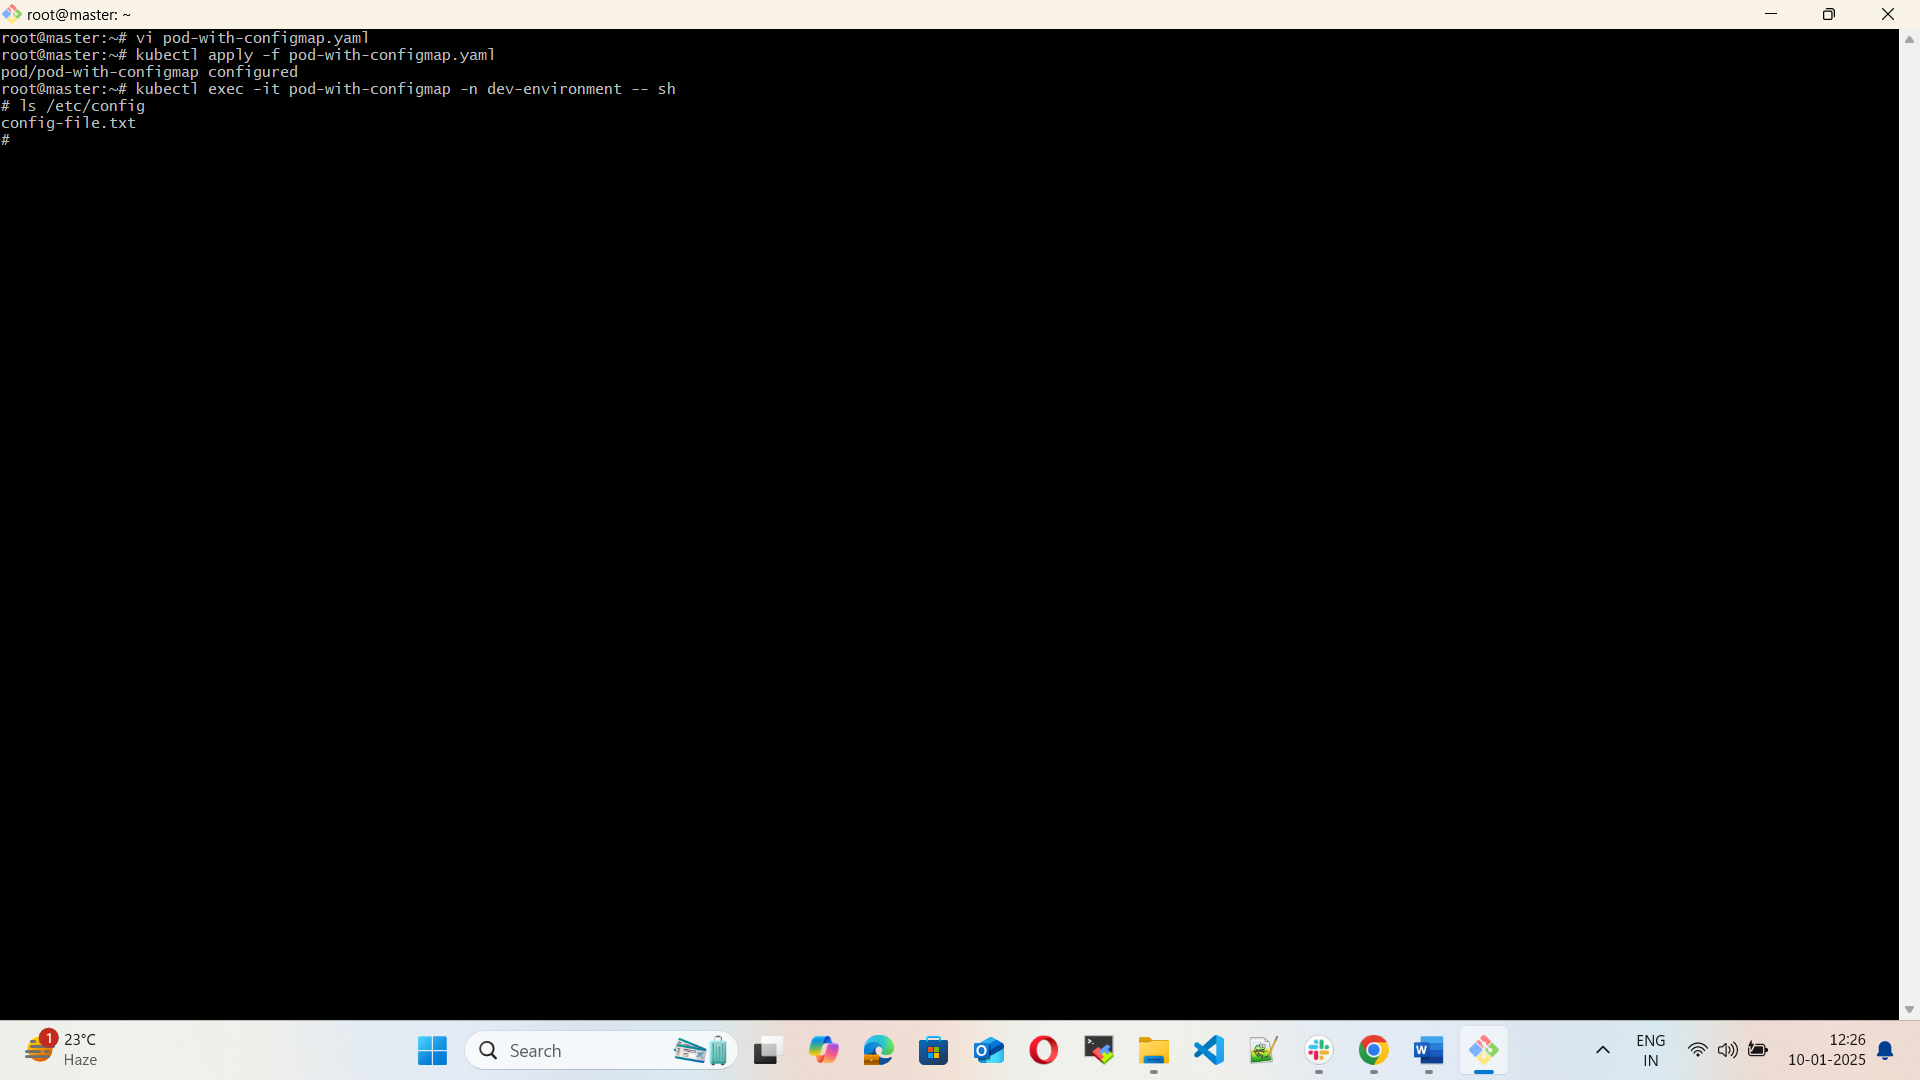 root@master: ~
root@master:~# vi pod-with-configmap.yaml
root@master:~# kubectl apply -f pod-with-configmap.yaml
pod/pod-with-configmap configured
root@master:~# kubectl exec -it pod-with-configmap -n dev-environment -- sh
# ls /etc/config
config-file.txt
#
1
23°C
Haze
Search
ENG
IN
12:26
10-01-2025